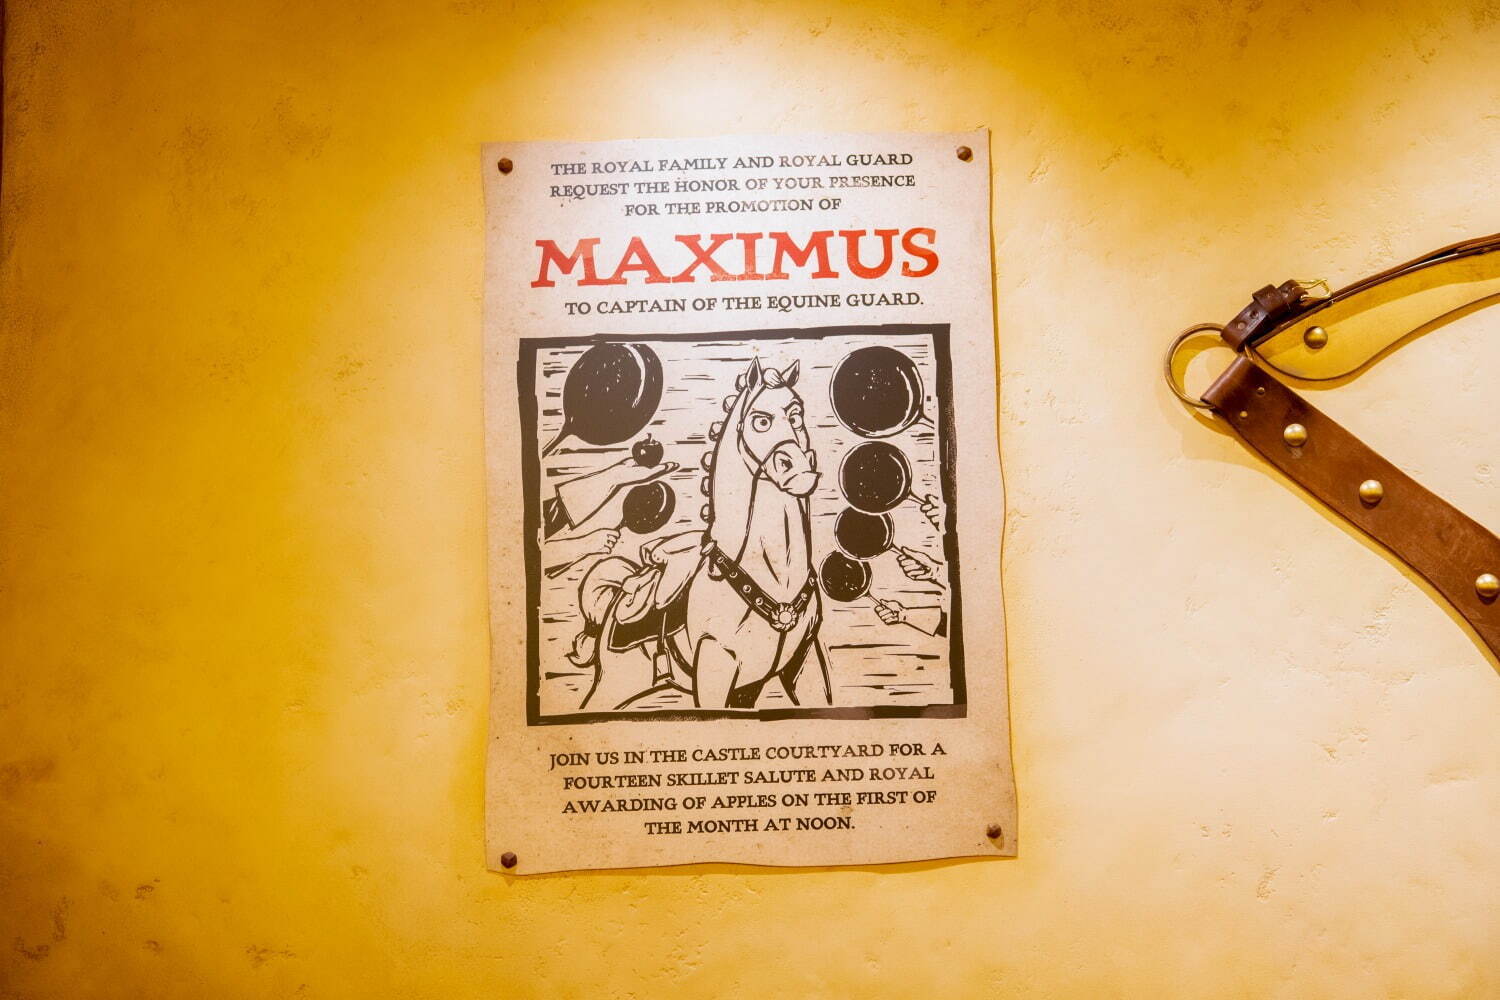 THE ROYAL FAMILY AND ROYAL GUARD
REQUEST THE HONOR OF YOUR PRESENCE
FOR THE PROMOTION OF
MAXIMUS
TO CAPTAIN OF THE EQUINE GUARD.
JOIN US IN THE CASTLE COURTYARD FOR A
FOURTEEN SKILLET SALUTE AND ROYAL
AWARDING OF APPLES ON THE FIRST OF
THE MONTH AT NOON.